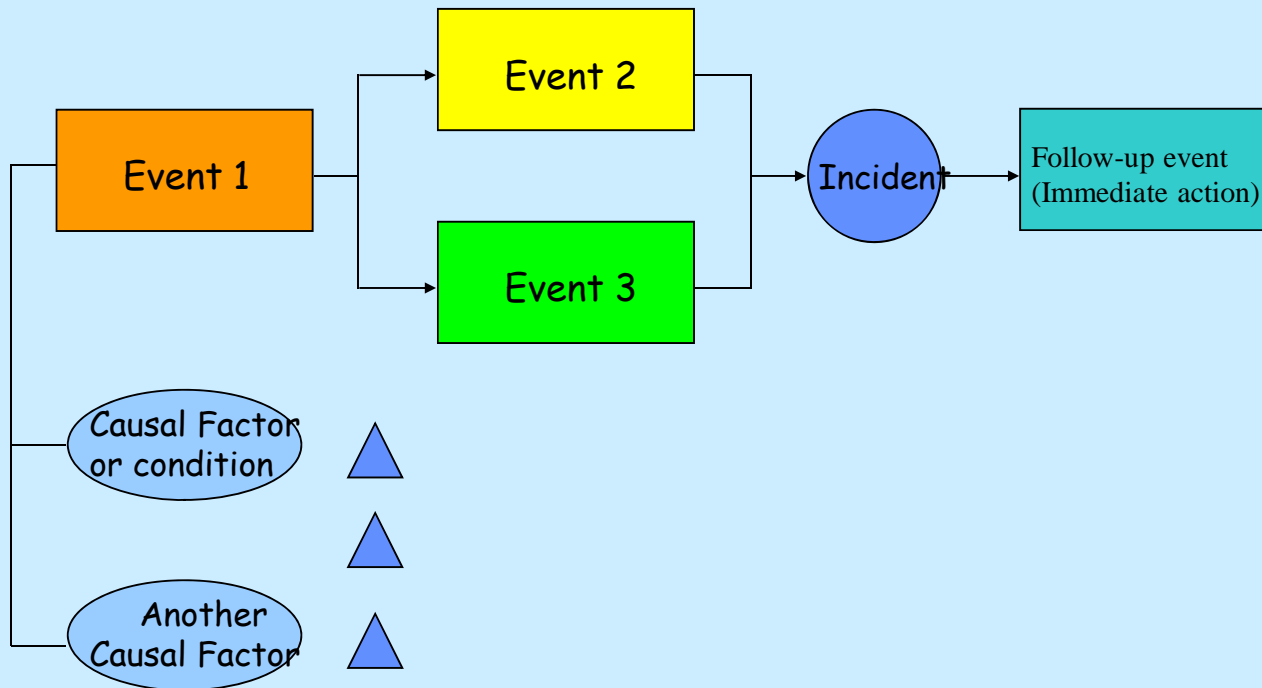 Event 1
Event 2
Event 3
Incident
Follow-up event
(Immediate action)
Causal Factor
or condition
Another
Causal Factor